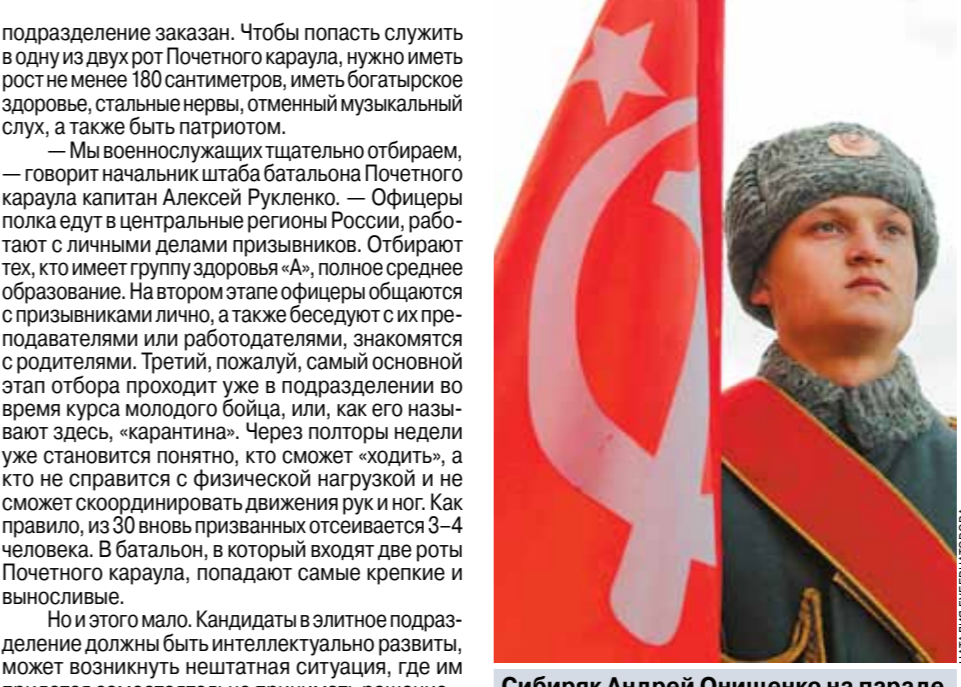 подразделение заказан. Чтобы попасть служить
в одну из двух рот Почетного караула, нужно иметь
рост не менее 180 сантиметров, иметь богатырское
здоровье, стальные нервы, отменный музыкальный
слух, а также быть патриотом.
— Мы военнослужащих тщательно отбираем,
— говорит начальник штаба батальона Почетного
караула капитан Алексей Рукленко. — Офицеры
полка едут в центральные регионы России, рабо-
тают с личными делами призывников. Отбирают
тех, кто имеет группу здоровья «А», полное среднее
образование. На втором этапе офицеры общаются
с призывниками лично, а также беседуют с их пре-
подавателями или работодателями, знакомятся
с родителями. Третий, пожалуй, самый основной
этап отбора проходит уже в подразделении во
время курса молодого бойца, или, как его назы-
вают здесь, «карантина». Через полторы недели
уже становится понятно, кто сможет «ходить», а
кто не справится с физической нагрузкой и не
сможет скоординировать движения рук и ног. Как
правило, из 30 вновь призванных отсеивается 3–4
человека. В батальон, в который входят две роты
Почетного караула, попадают самые крепкие и
выносливые.
Но и этого мало. Кандидаты в элитное подраз-
деление должны быть интеллектуально развиты,
может возникнуть нештатная ситуация, где им
Сибиряк Андрей Онищенко на параде